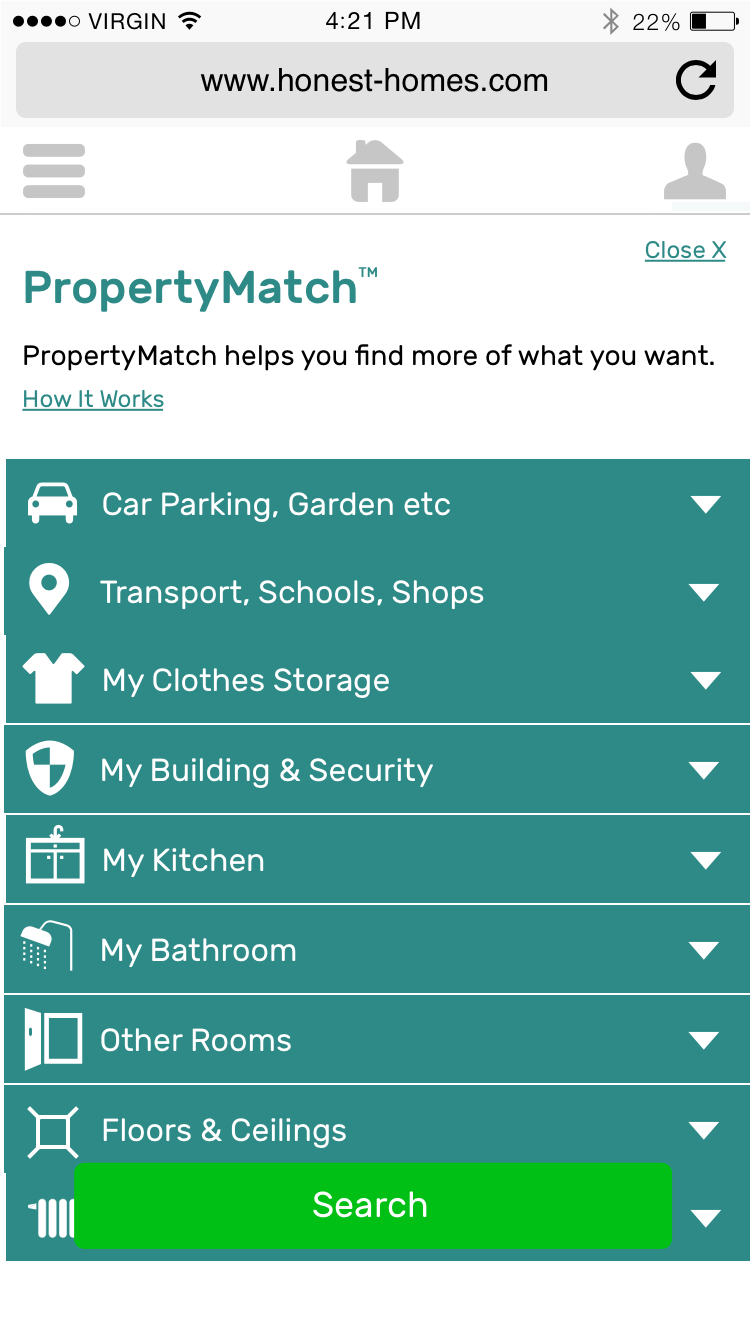 VIRGIN 4:21 PM 22%
www.honest-homes.com
Close X
PropertyMatch™
PropertyMatch helps you find more of what you want.
How It Works
Car Parking, Garden etc
Transport, Schools, Shops
My Clothes Storage
My Building & Security
My Kitchen
My Bathroom
Other Rooms
Floors & Ceilings
Search